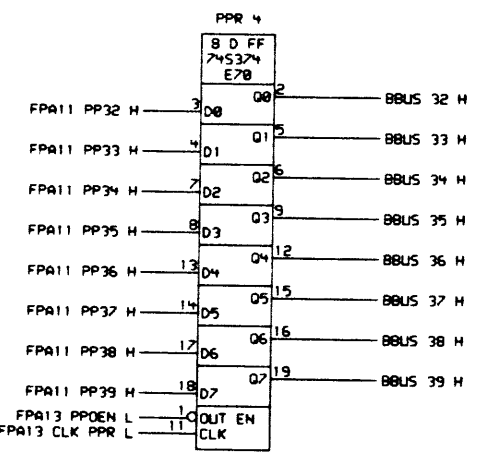 PPR 4
8 D FF
74S374
E70
FPA11 PP32 H 3 D0 Q0 2 BBUS 32 H
FPA11 PP33 H 4 D1 Q1 5 BBUS 33 H
FPA11 PP34 H 7 D2 Q2 6 BBUS 34 H
FPA11 PP35 H 8 D3 Q3 9 BBUS 35 H
FPA11 PP36 H 13 D4 Q4 12 BBUS 36 H
FPA11 PP37 H 14 D5 Q5 15 BBUS 37 H
FPA11 PP38 H 17 D6 Q6 16 BBUS 38 H
FPA11 PP39 H 18 D7 Q7 19 BBUS 39 H
FPA13 PPOEN L 1 OUT EN
FPA13 CLK PPR L 11 CLK